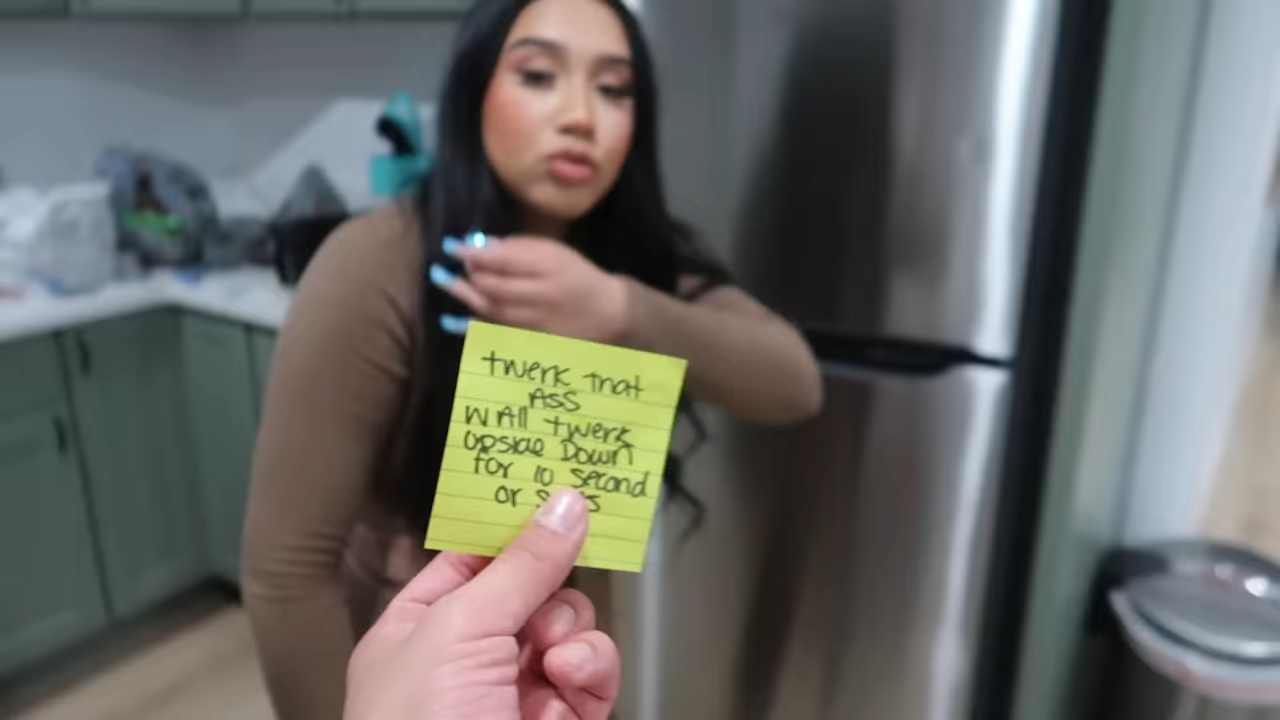 twerk that
Ass
WAll twerk
Upside Down
for 10 second
or